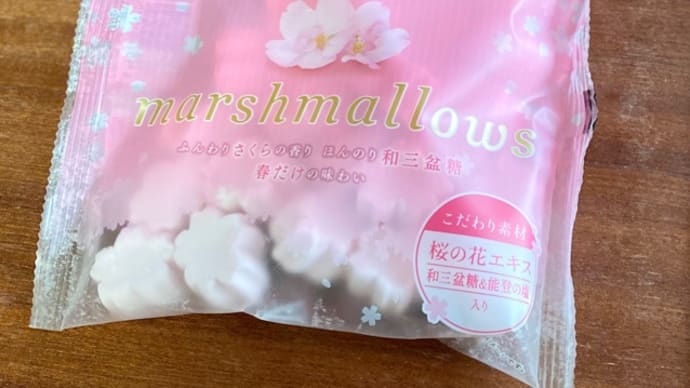 marshmallows
ふんわりさくらの香り ほんのり和三盆糖
春だけの味わい
こだわり素材
桜の花エキス
和三盆糖&能登の塩
入り